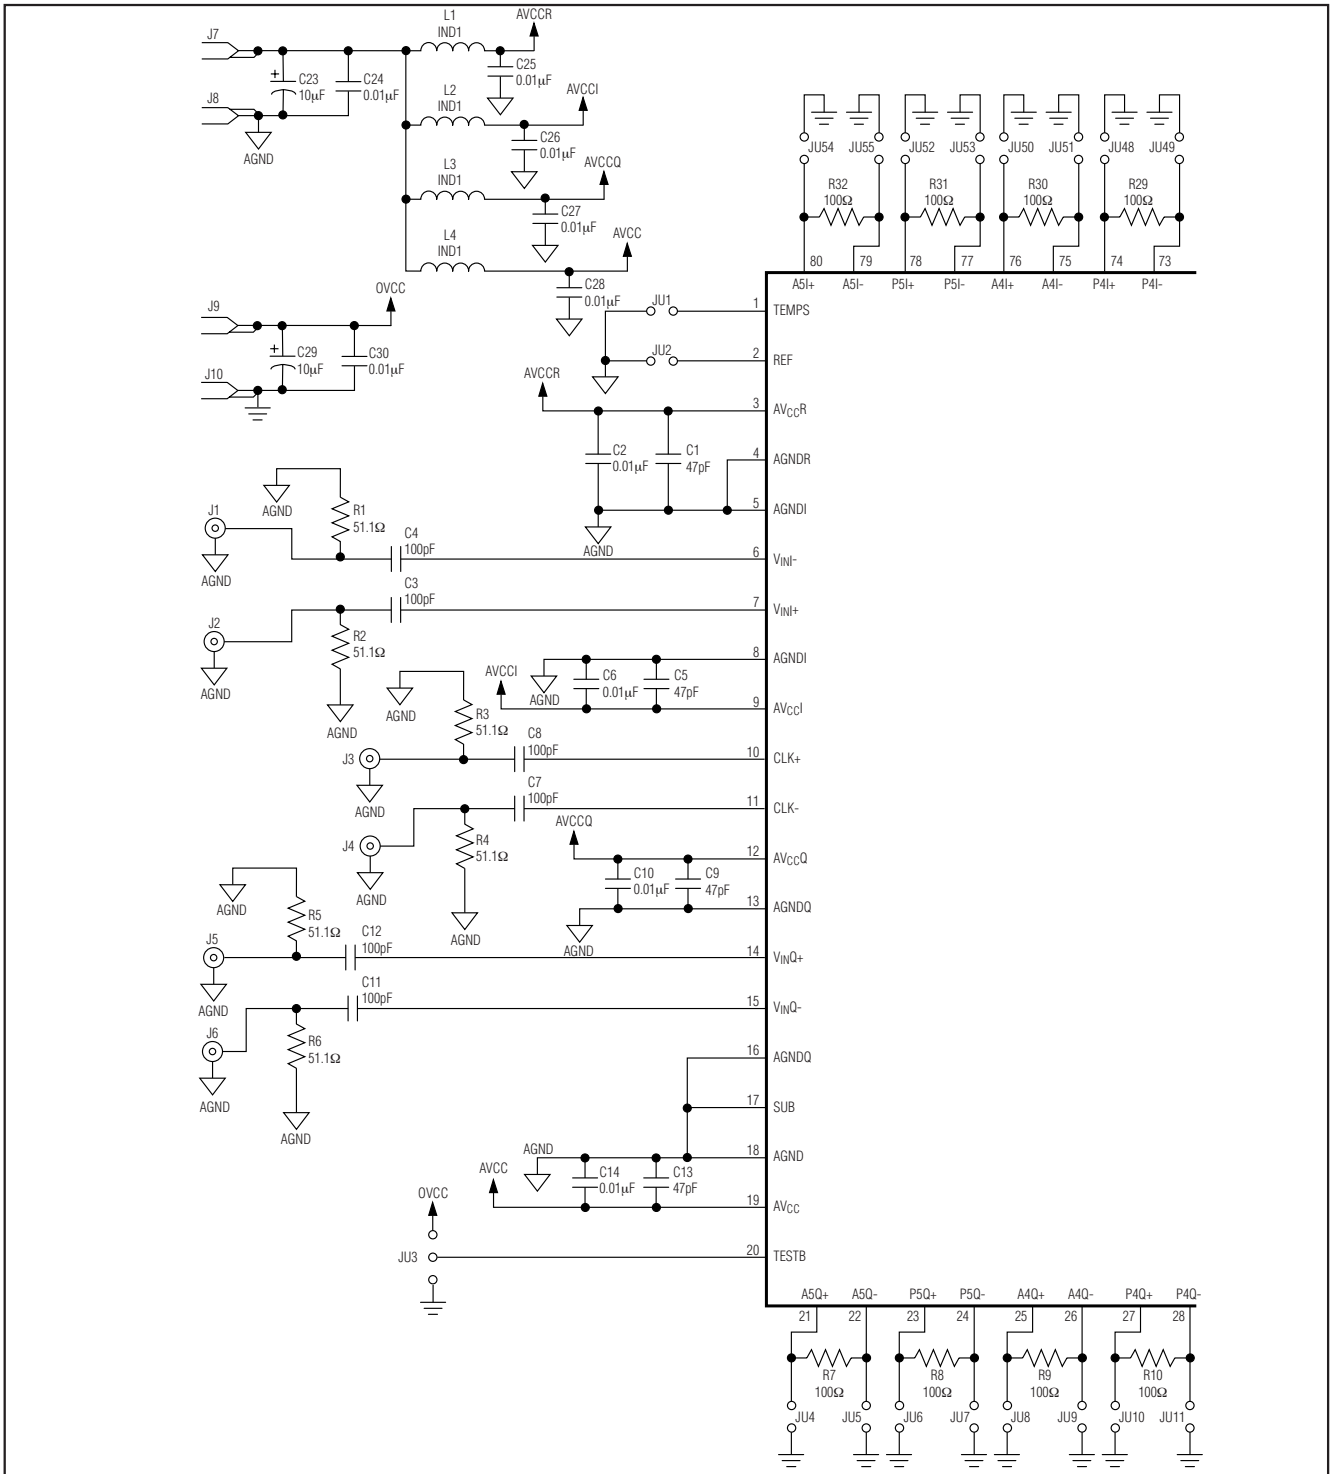 L1
IND1
AVCCR
J7
C23
10μF
C24
0.01μF
C25
0.01μF
J8
AGND
L2
IND1
AVCCI
C26
0.01μF
L3
IND1
AVCCQ
C27
0.01μF
L4
IND1
AVCC
C28
0.01μF
JU54
JU55
JU52
JU53
JU50
JU51
JU48
JU49
R32
100Ω
R31
100Ω
R30
100Ω
R29
100Ω
80
79
78
77
76
75
74
73
A5I+
A5I-
P5I+
P5I-
A4I+
A4I-
P4I+
P4I-
OVCC
J9
+
C29
10μF
C30
0.01μF
J10
+
JU1
1
TEMPS
JU2
2
REF
AVCCR
3
AVCCR
C2
0.01μF
C1
47pF
4
AGNDR
5
AGNDI
AGND
AGND
R1
51.1Ω
J1
AGND
C4
100pF
6
VINI-
C3
100pF
7
VINI+
J2
AGND
R2
51.1Ω
AGND
8
AGNDI
AVCCI
AGND
C6
0.01μF
C5
47pF
9
AVCCI
AGND
R3
51.1Ω
J3
AGND
C8
100pF
10
CLK+
C7
100pF
11
CLK-
J4
AGND
R4
51.1Ω
AGND
AVCCQ
12
AVCCQ
C10
0.01μF
C9
47pF
13
AGNDQ
AGND
AGND
R5
51.1Ω
J5
AGND
C12
100pF
14
VINQ+
C11
100pF
15
VINQ-
J6
AGND
R6
51.1Ω
AGND
16
AGNDQ
17
SUB
AGND
18
AGND
AVCC
C14
0.01μF
C13
47pF
19
AVCC
OVCC
JU3
20
TESTB
A5Q+
A5Q-
P5Q+
P5Q-
A4Q+
A4Q-
P4Q+
P4Q-
21
22
23
24
25
26
27
28
R7
100Ω
R8
100Ω
R9
100Ω
R10
100Ω
JU4
JU5
JU6
JU7
JU8
JU9
JU10
JU11